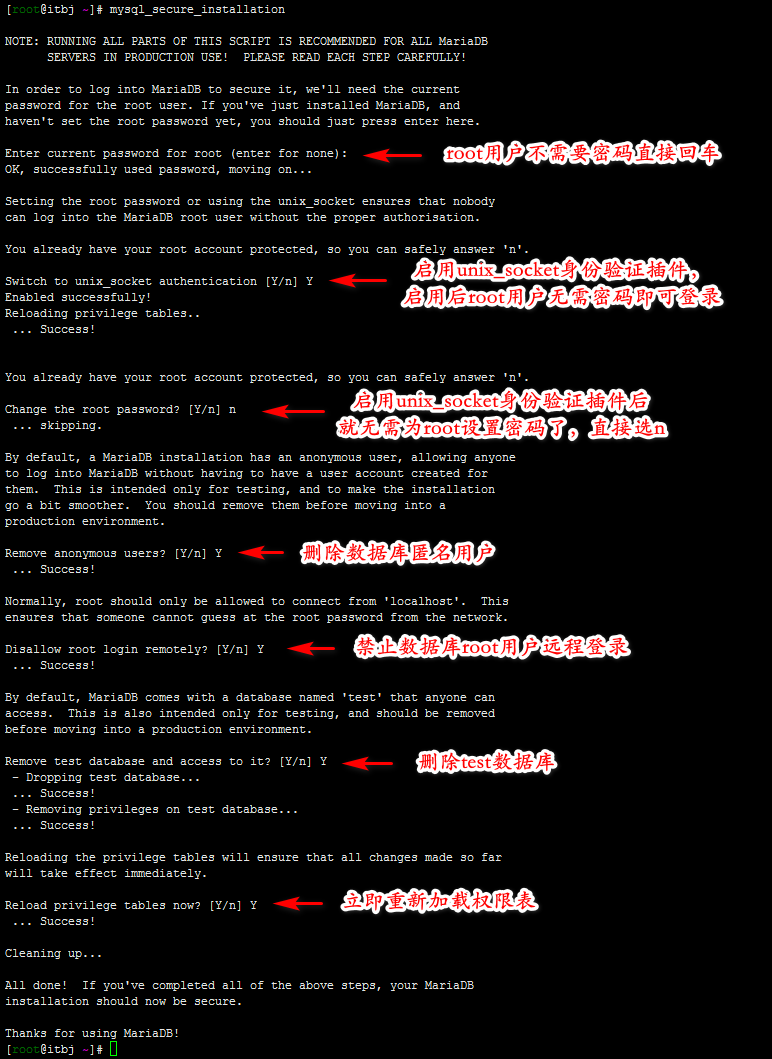 [root@itbj ~]# mysql_secure_installation
NOTE: RUNNING ALL PARTS OF THIS SCRIPT IS RECOMMENDED FOR ALL MariaDB
SERVERS IN PRODUCTION USE!  PLEASE READ EACH STEP CAREFULLY!
In order to log into MariaDB to secure it, we'll need the current
password for the root user. If you've just installed MariaDB, and
haven't set the root password yet, you should just press enter here.
Enter current password for root (enter for none): root用户不需要密码直接回车
OK, successfully used password, moving on...
Setting the root password or using the unix_socket ensures that nobody
can log into the MariaDB root user without the proper authorisation.
You already have your root account protected, so you can safely answer 'n'.
启用unix_socket身份验证插件，
Switch to unix_socket authentication [Y/n] Y
启用后root用户无需密码即可登录
Enabled successfully!
Reloading privilege tables..
... Success!
You already have your root account protected, so you can safely answer 'n'.
启用unix_socket身份验证插件后
Change the root password? [Y/n] n
就无需为root设置密码了，直接选n
... skipping.
By default, a MariaDB installation has an anonymous user, allowing anyone
to log into MariaDB without having to have a user account created for
them.  This is intended only for testing, and to make the installation
go a bit smoother.  You should remove them before moving into a
production environment.
Remove anonymous users? [Y/n] Y 删除数据库匿名用户
... Success!
Normally, root should only be allowed to connect from 'localhost'.  This
ensures that someone cannot guess at the root password from the network.
Disallow root login remotely? [Y/n] Y 禁止数据库root用户远程登录
... Success!
By default, MariaDB comes with a database named 'test' that anyone can
access.  This is also intended only for testing, and should be removed
before moving into a production environment.
Remove test database and access to it? [Y/n] Y 删除test数据库
- Dropping test database...
... Success!
- Removing privileges on test database...
... Success!
Reloading the privilege tables will ensure that all changes made so far
will take effect immediately.
Reload privilege tables now? [Y/n] Y 立即重新加载权限表
... Success!
Cleaning up...
All done!  If you've completed all of the above steps, your MariaDB
installation should now be secure.
Thanks for using MariaDB!
[root@itbj ~]#